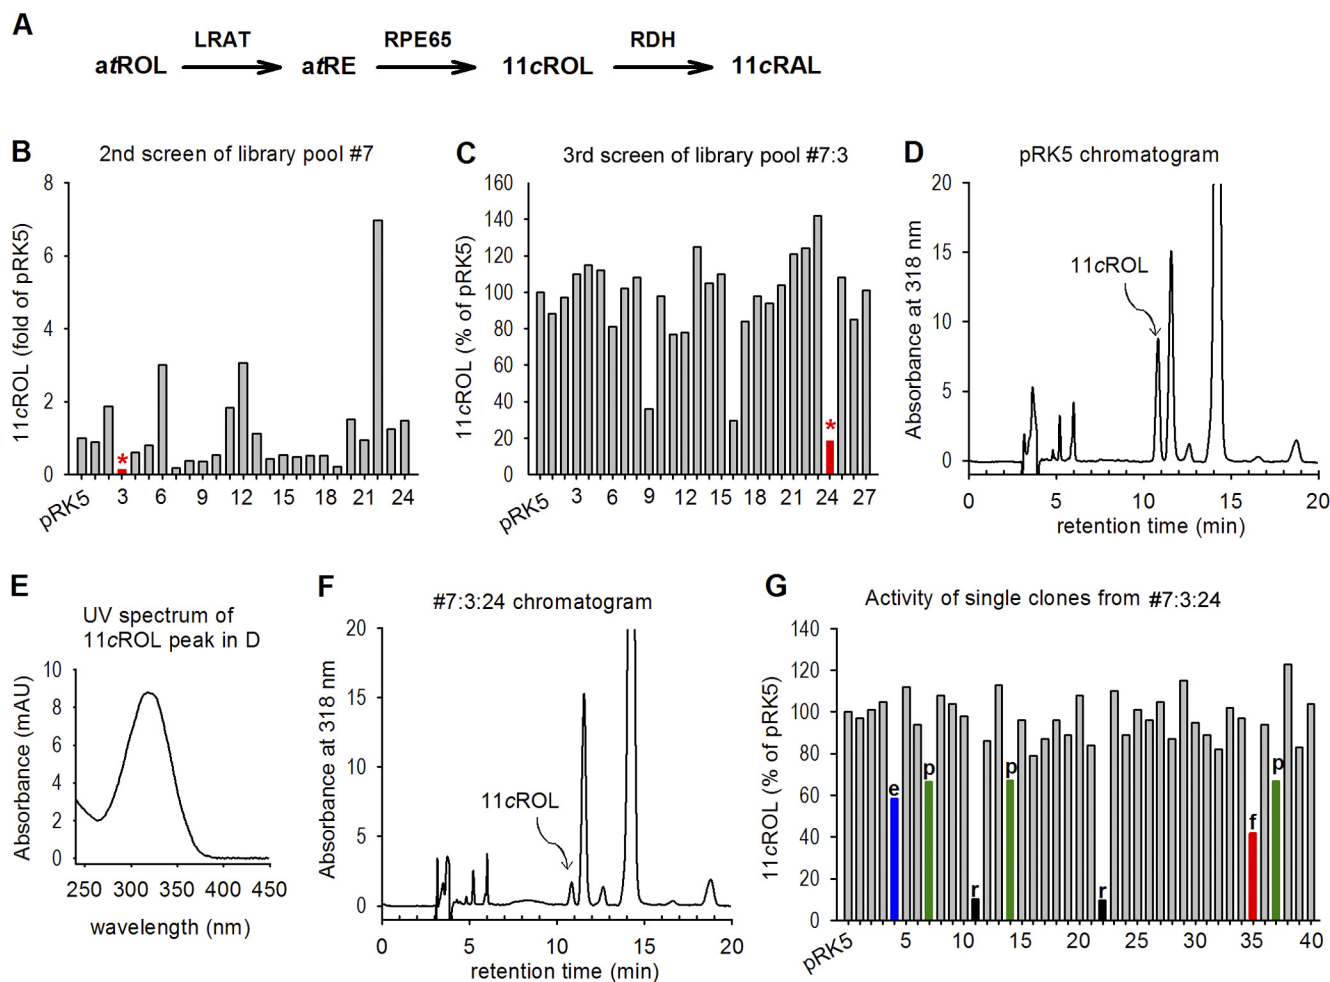 A
LRAT RPE65 RDH
atROL atRE 11cROL 11cRAL
B 2nd screen of library pool #7
11cROL (fold of pRK5)
8
6
4
2
0
*
pRK5 3 6 9 12 15 18 21 24
C 3rd screen of library pool #7:3
11cROL (% of pRK5)
160
140
120
100
80
60
40
20
0
*
pRK5 3 6 9 12 15 18 21 24 27
D pRK5 chromatogram
Absorbance at 318 nm
20
15
10
5
0
11cROL
0 5 10 15 20
retention time (min)
E
UV spectrum of
11cROL peak in D
Absorbance (mAU)
10
8
6
4
2
0
250 300 350 400 450
wavelength (nm)
F #7:3:24 chromatogram
Absorbance at 318 nm
20
15
10
5
0
11cROL
0 5 10 15 20
retention time (min)
G Activity of single clones from #7:3:24
11cROL (% of pRK5)
140
120
100
80
60
40
20
0
e p r p r f p
pRK5 5 10 15 20 25 30 35 40